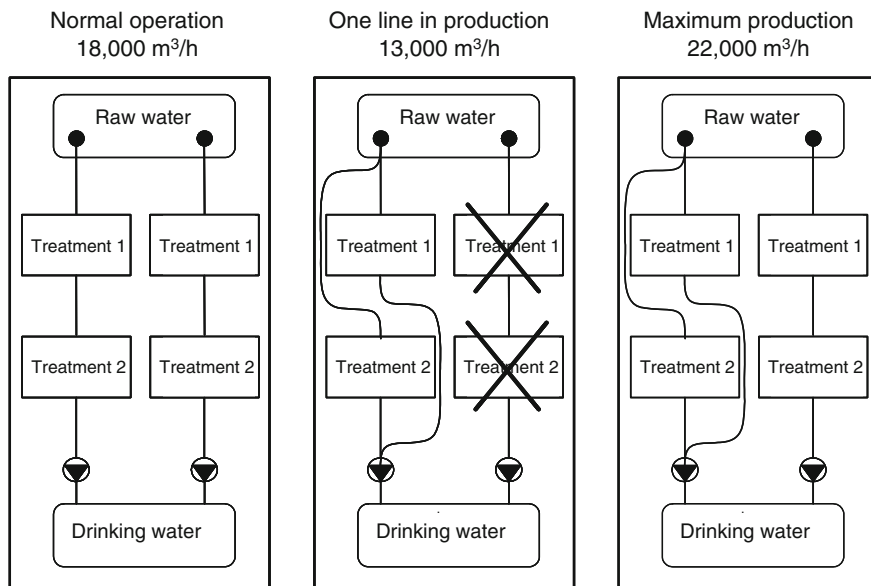 Normal operation
18,000 m³/h
Raw water
Treatment 1
Treatment 1
Treatment 2
Treatment 2
Drinking water
One line in production
13,000 m³/h
Raw water
Treatment 1
Treatment 1
Treatment 2
Treatment 2
Drinking water
Maximum production
22,000 m³/h
Raw water
Treatment 1
Treatment 1
Treatment 2
Treatment 2
Drinking water